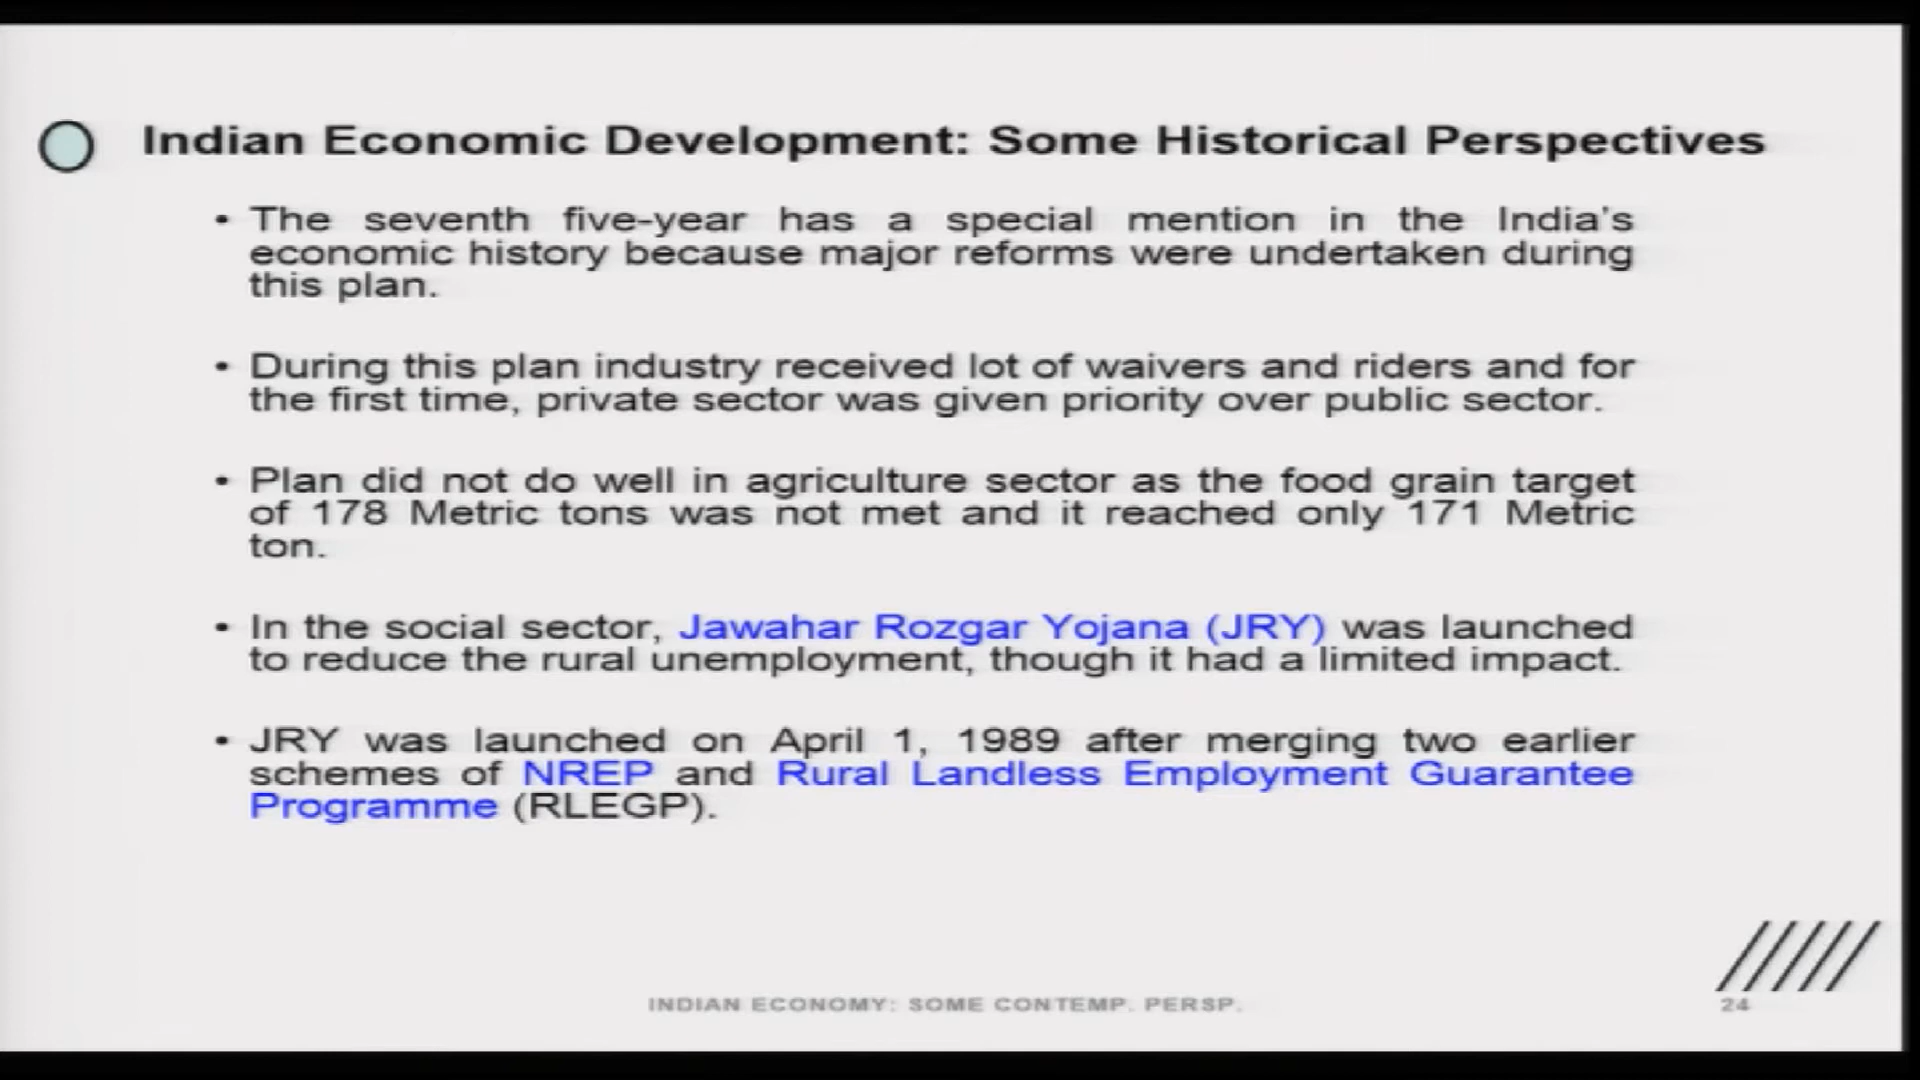 Indian Economic Development: Some Historical Perspectives
• The seventh five-year has a special mention in the India's
economic history because major reforms were undertaken during
this plan.
• During this plan industry received lot of waivers and riders and for
the first time, private sector was given priority over public sector.
• Plan did not do well in agriculture sector as the food grain target
of 178 Metric tons was not met and it reached only 171 Metric
ton.
• In the social sector, Jawahar Rozgar Yojana (JRY) was launched
to reduce the rural unemployment, though it had a limited impact.
• JRY was launched on April 1, 1989 after merging two earlier
schemes of NREP and Rural Landless Employment Guarantee
Programme (RLEGP).
INDIAN ECONOMY: SOME CONTEMP. PERSP.
24